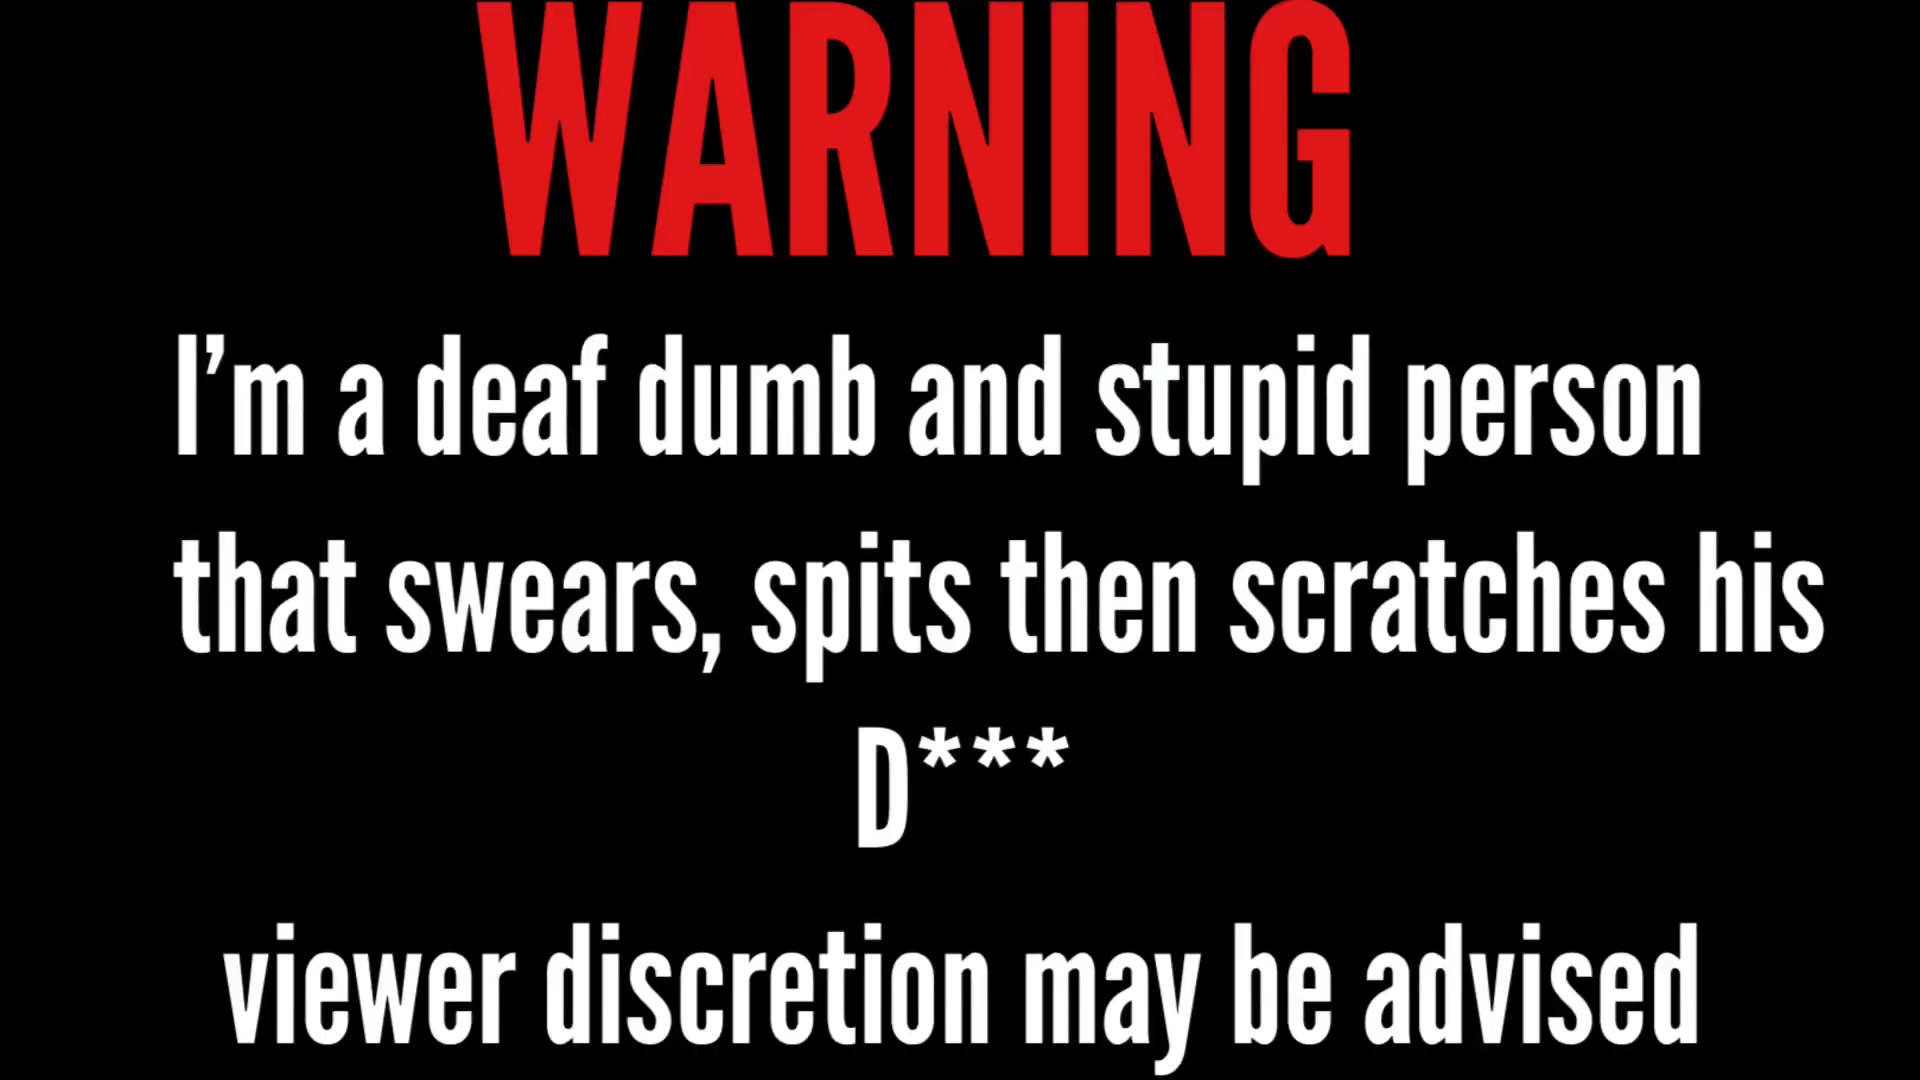 WARNING
I’m a deaf dumb and stupid person
that swears, spits then scratches his
D***
viewer discretion may be advised